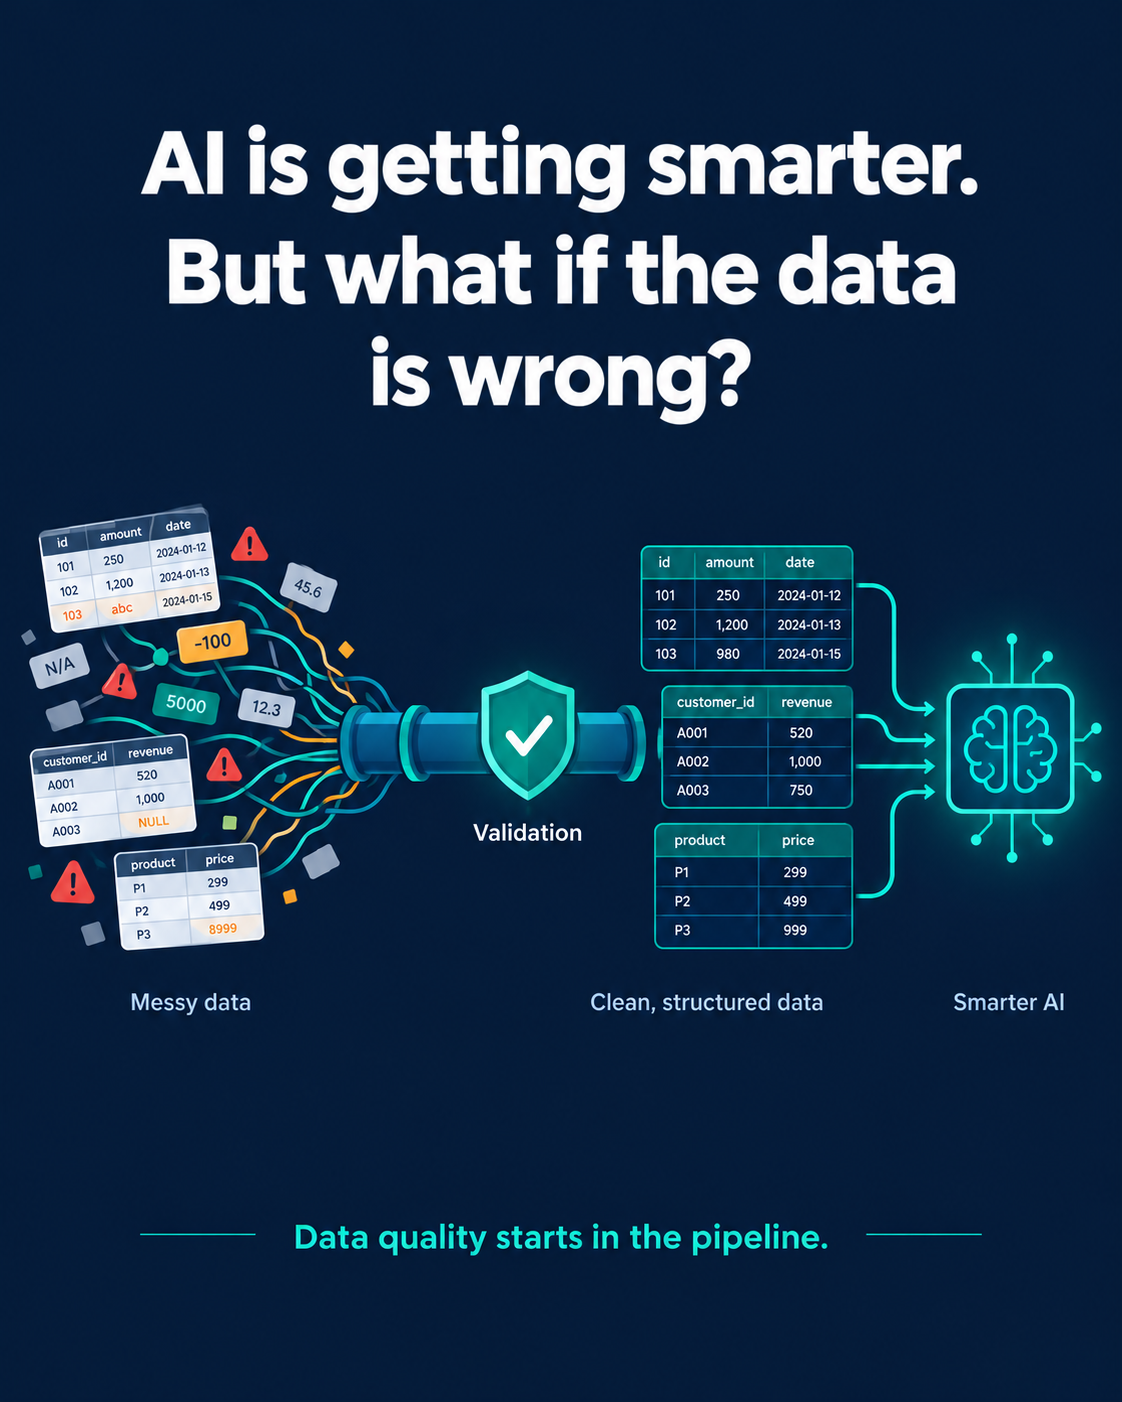 AI is getting smarter.
But what if the data
is wrong?
id amount date
101 250 2024-01-12
102 1,200 2024-01-13
103 abc 2024-01-15
45.6
-100
N/A
5000
12.3
customer_id revenue
A001 520
A002 1,000
A003 NULL
product price
P1 299
P2 499
P3 8999
Messy data
Validation
id amount date
101 250 2024-01-12
102 1,200 2024-01-13
103 980 2024-01-15
customer_id revenue
A001 520
A002 1,000
A003 750
product price
P1 299
P2 499
P3 999
Clean, structured data
Smarter AI
Data quality starts in the pipeline.